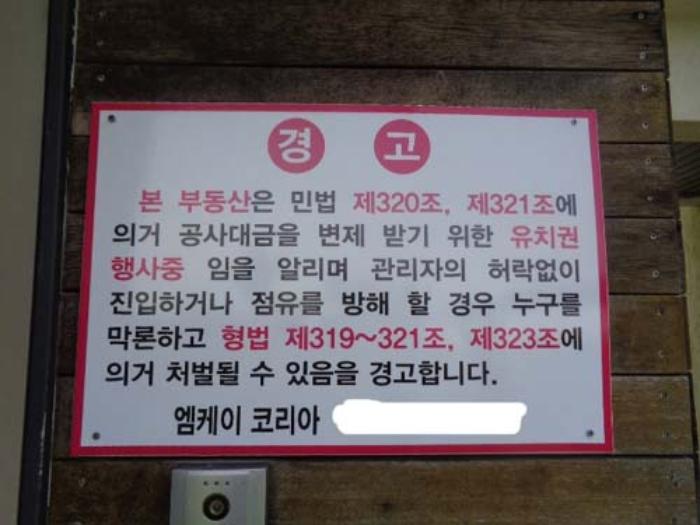 경 고
본 부동산은 민법 제320조, 제321조에
의거 공사대금을 변제 받기 위한 유치권
행사중 임을 알리며 관리자의 허락없이
진입하거나 점유를 방해 할 경우 누구를
막론하고 형법 제319~321조, 제323조에
의거 처벌될 수 있음을 경고합니다.
엠케이 코리아